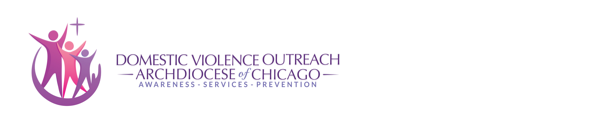 DOMESTIC VIOLENCE OUTREACH
ARCHDIOCESE of CHICAGO
AWARENESS - SERVICES - PREVENTION